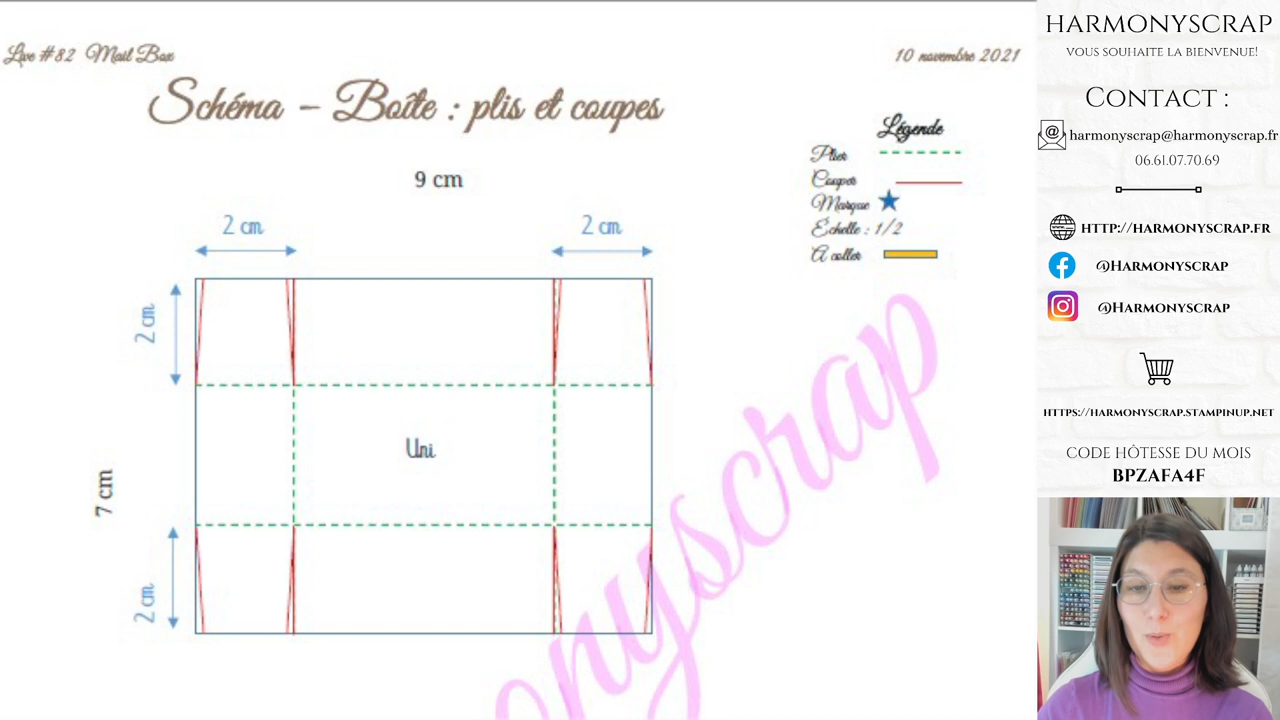 Live #82 Mail Box
10 novembre 2021
Schéma – Boîte : plis et coupes
Légende
Plier
Couper
Marque
Échelle : 1/2
A coller
9 cm
2 cm
2 cm
2 cm
Uni
7 cm
2 cm
onyscrap
HARMONYSCRAP
VOUS SOUHAITE LA BIENVENUE!
CONTACT :
harmonyscrap@harmonyscrap.fr
06.61.07.70.69
HTTP://HARMONYSCRAP.FR
@HARMONYSCRAP
@HARMONYSCRAP
HTTPS://HARMONYSCRAP.STAMPINUP.NET
CODE HÔTESSE DU MOIS
BPZAFA4F